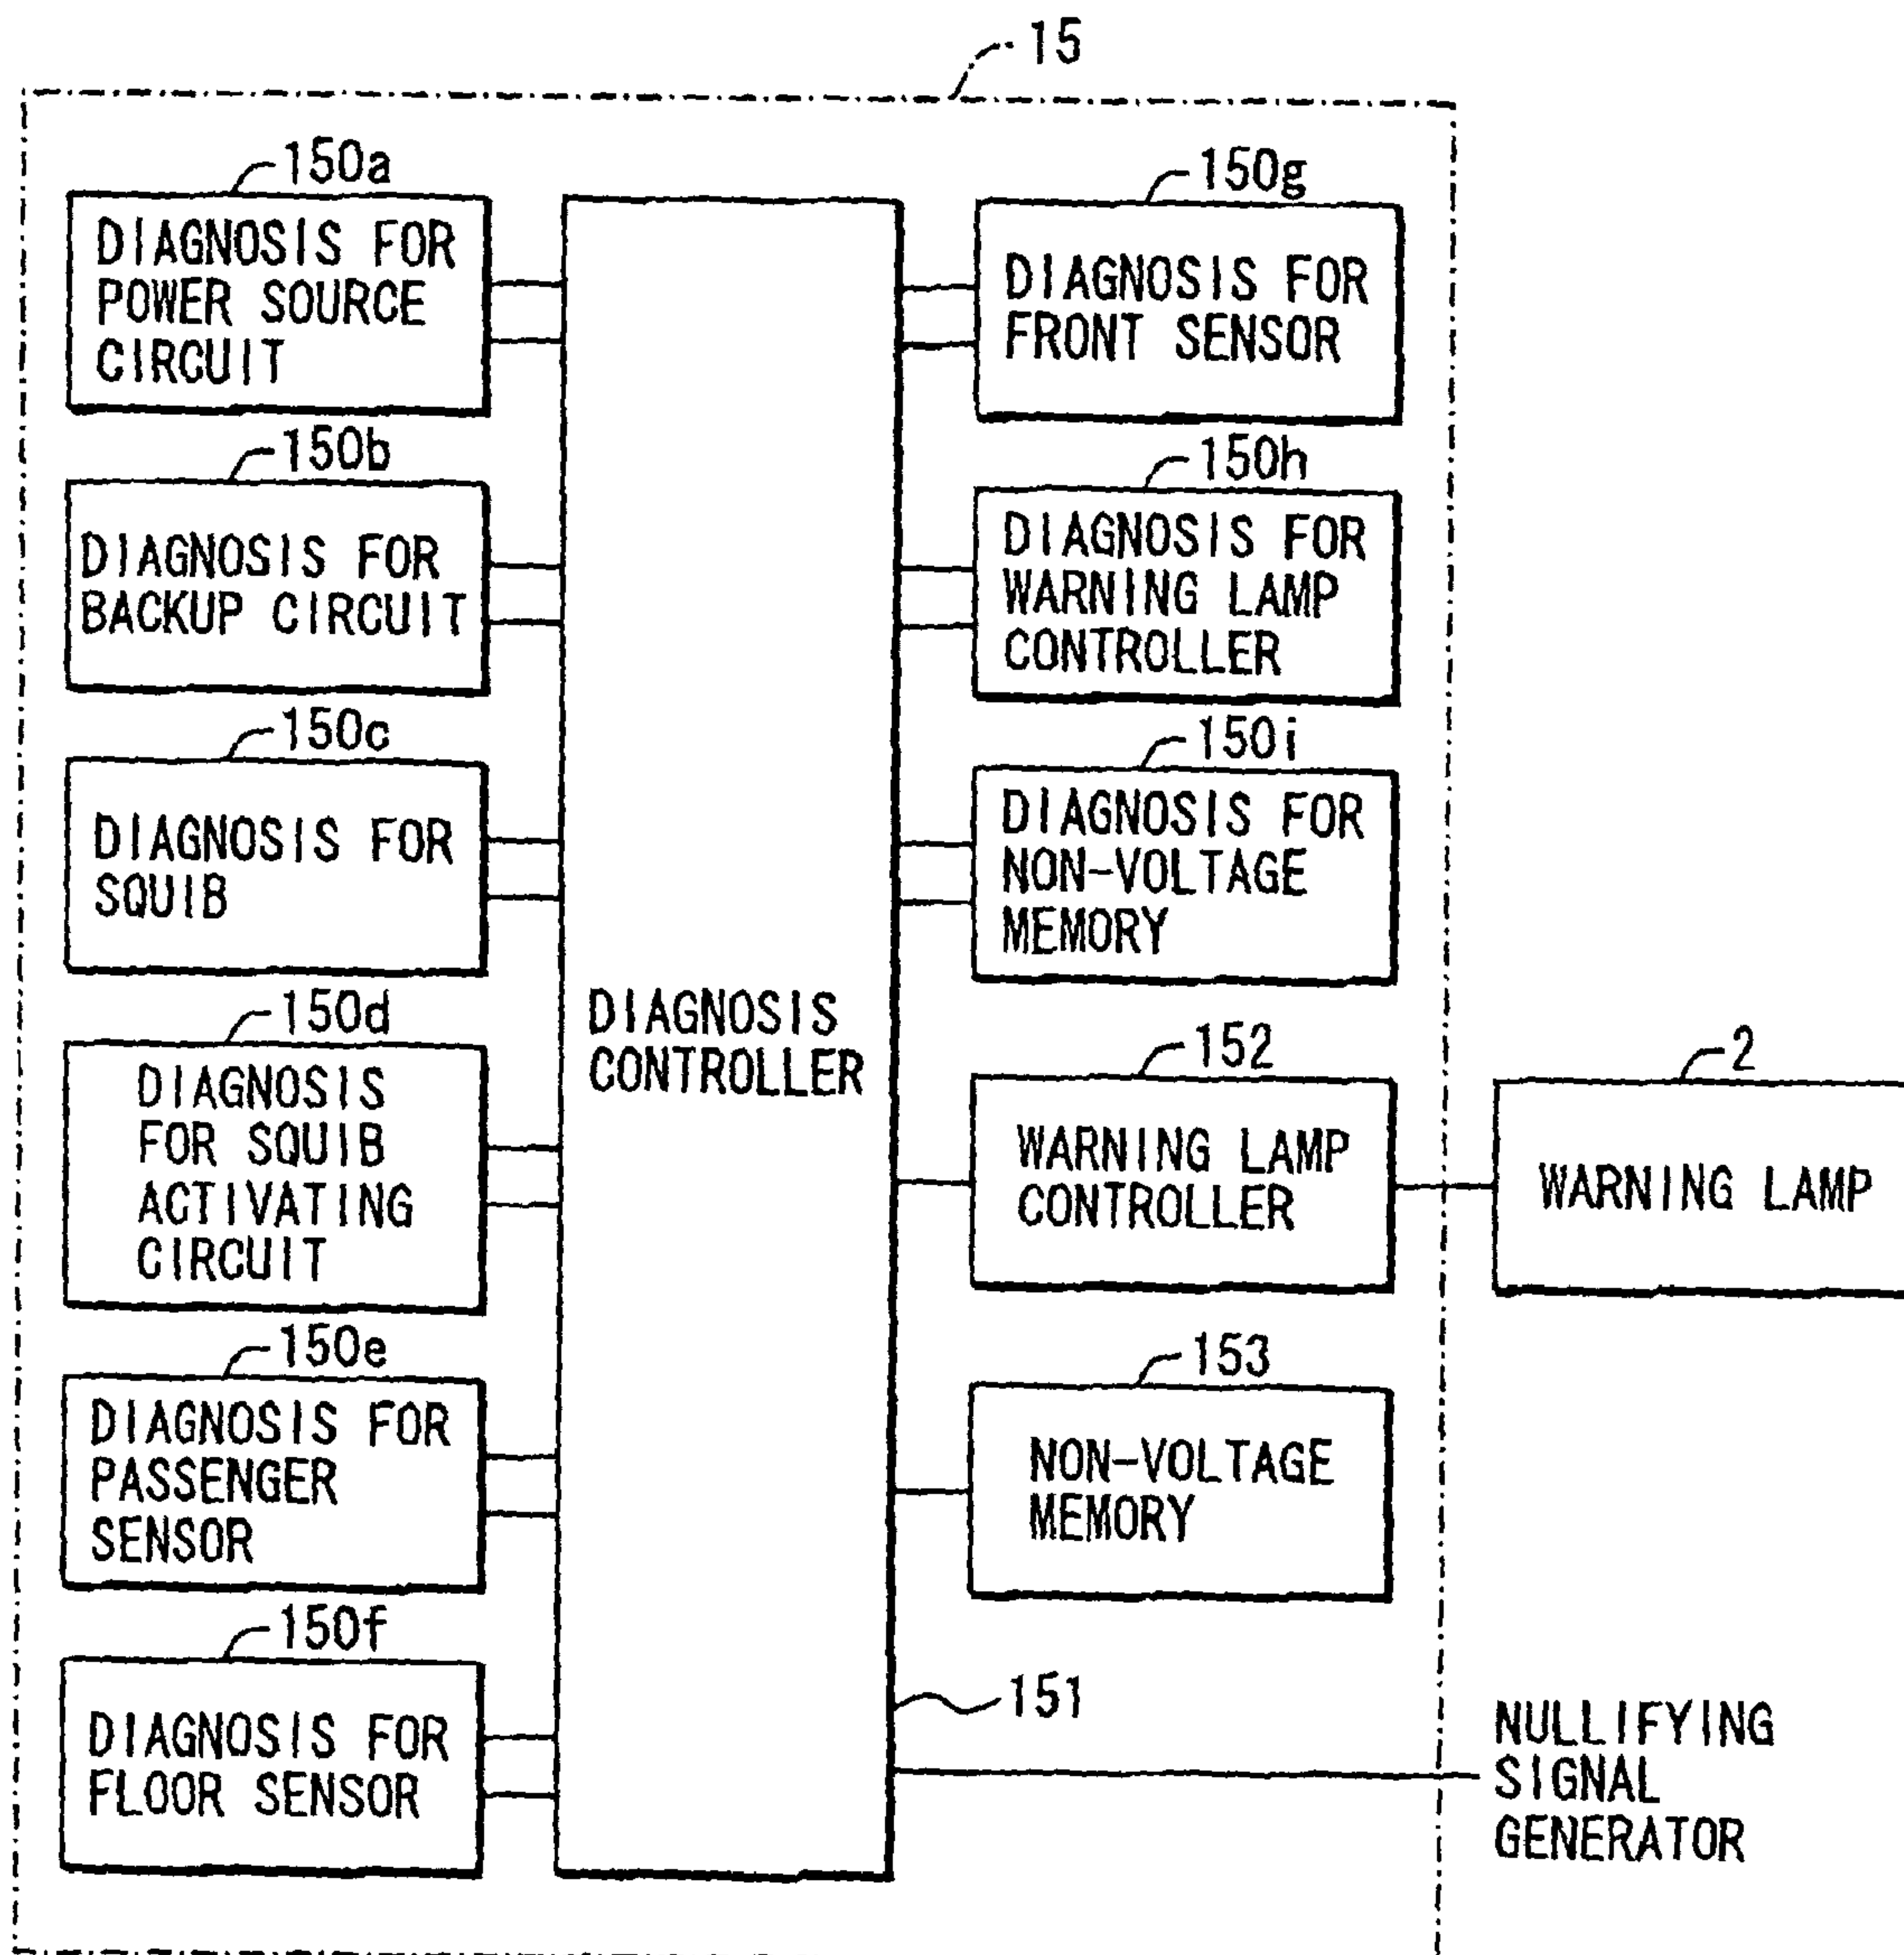 15
150a
DIAGNOSIS FOR
POWER SOURCE
CIRCUIT
150b
DIAGNOSIS FOR
BACKUP CIRCUIT
150c
DIAGNOSIS FOR
SQUIB
150d
DIAGNOSIS
FOR SQUIB
ACTIVATING
CIRCUIT
150e
DIAGNOSIS FOR
PASSENGER
SENSOR
150f
DIAGNOSIS FOR
FLOOR SENSOR
DIAGNOSIS
CONTROLLER
150g
DIAGNOSIS FOR
FRONT SENSOR
150h
DIAGNOSIS FOR
WARNING LAMP
CONTROLLER
150i
DIAGNOSIS FOR
NON-VOLTAGE
MEMORY
152
WARNING LAMP
CONTROLLER
2
WARNING LAMP
153
NON-VOLTAGE
MEMORY
151
NULLIFYING
SIGNAL
GENERATOR